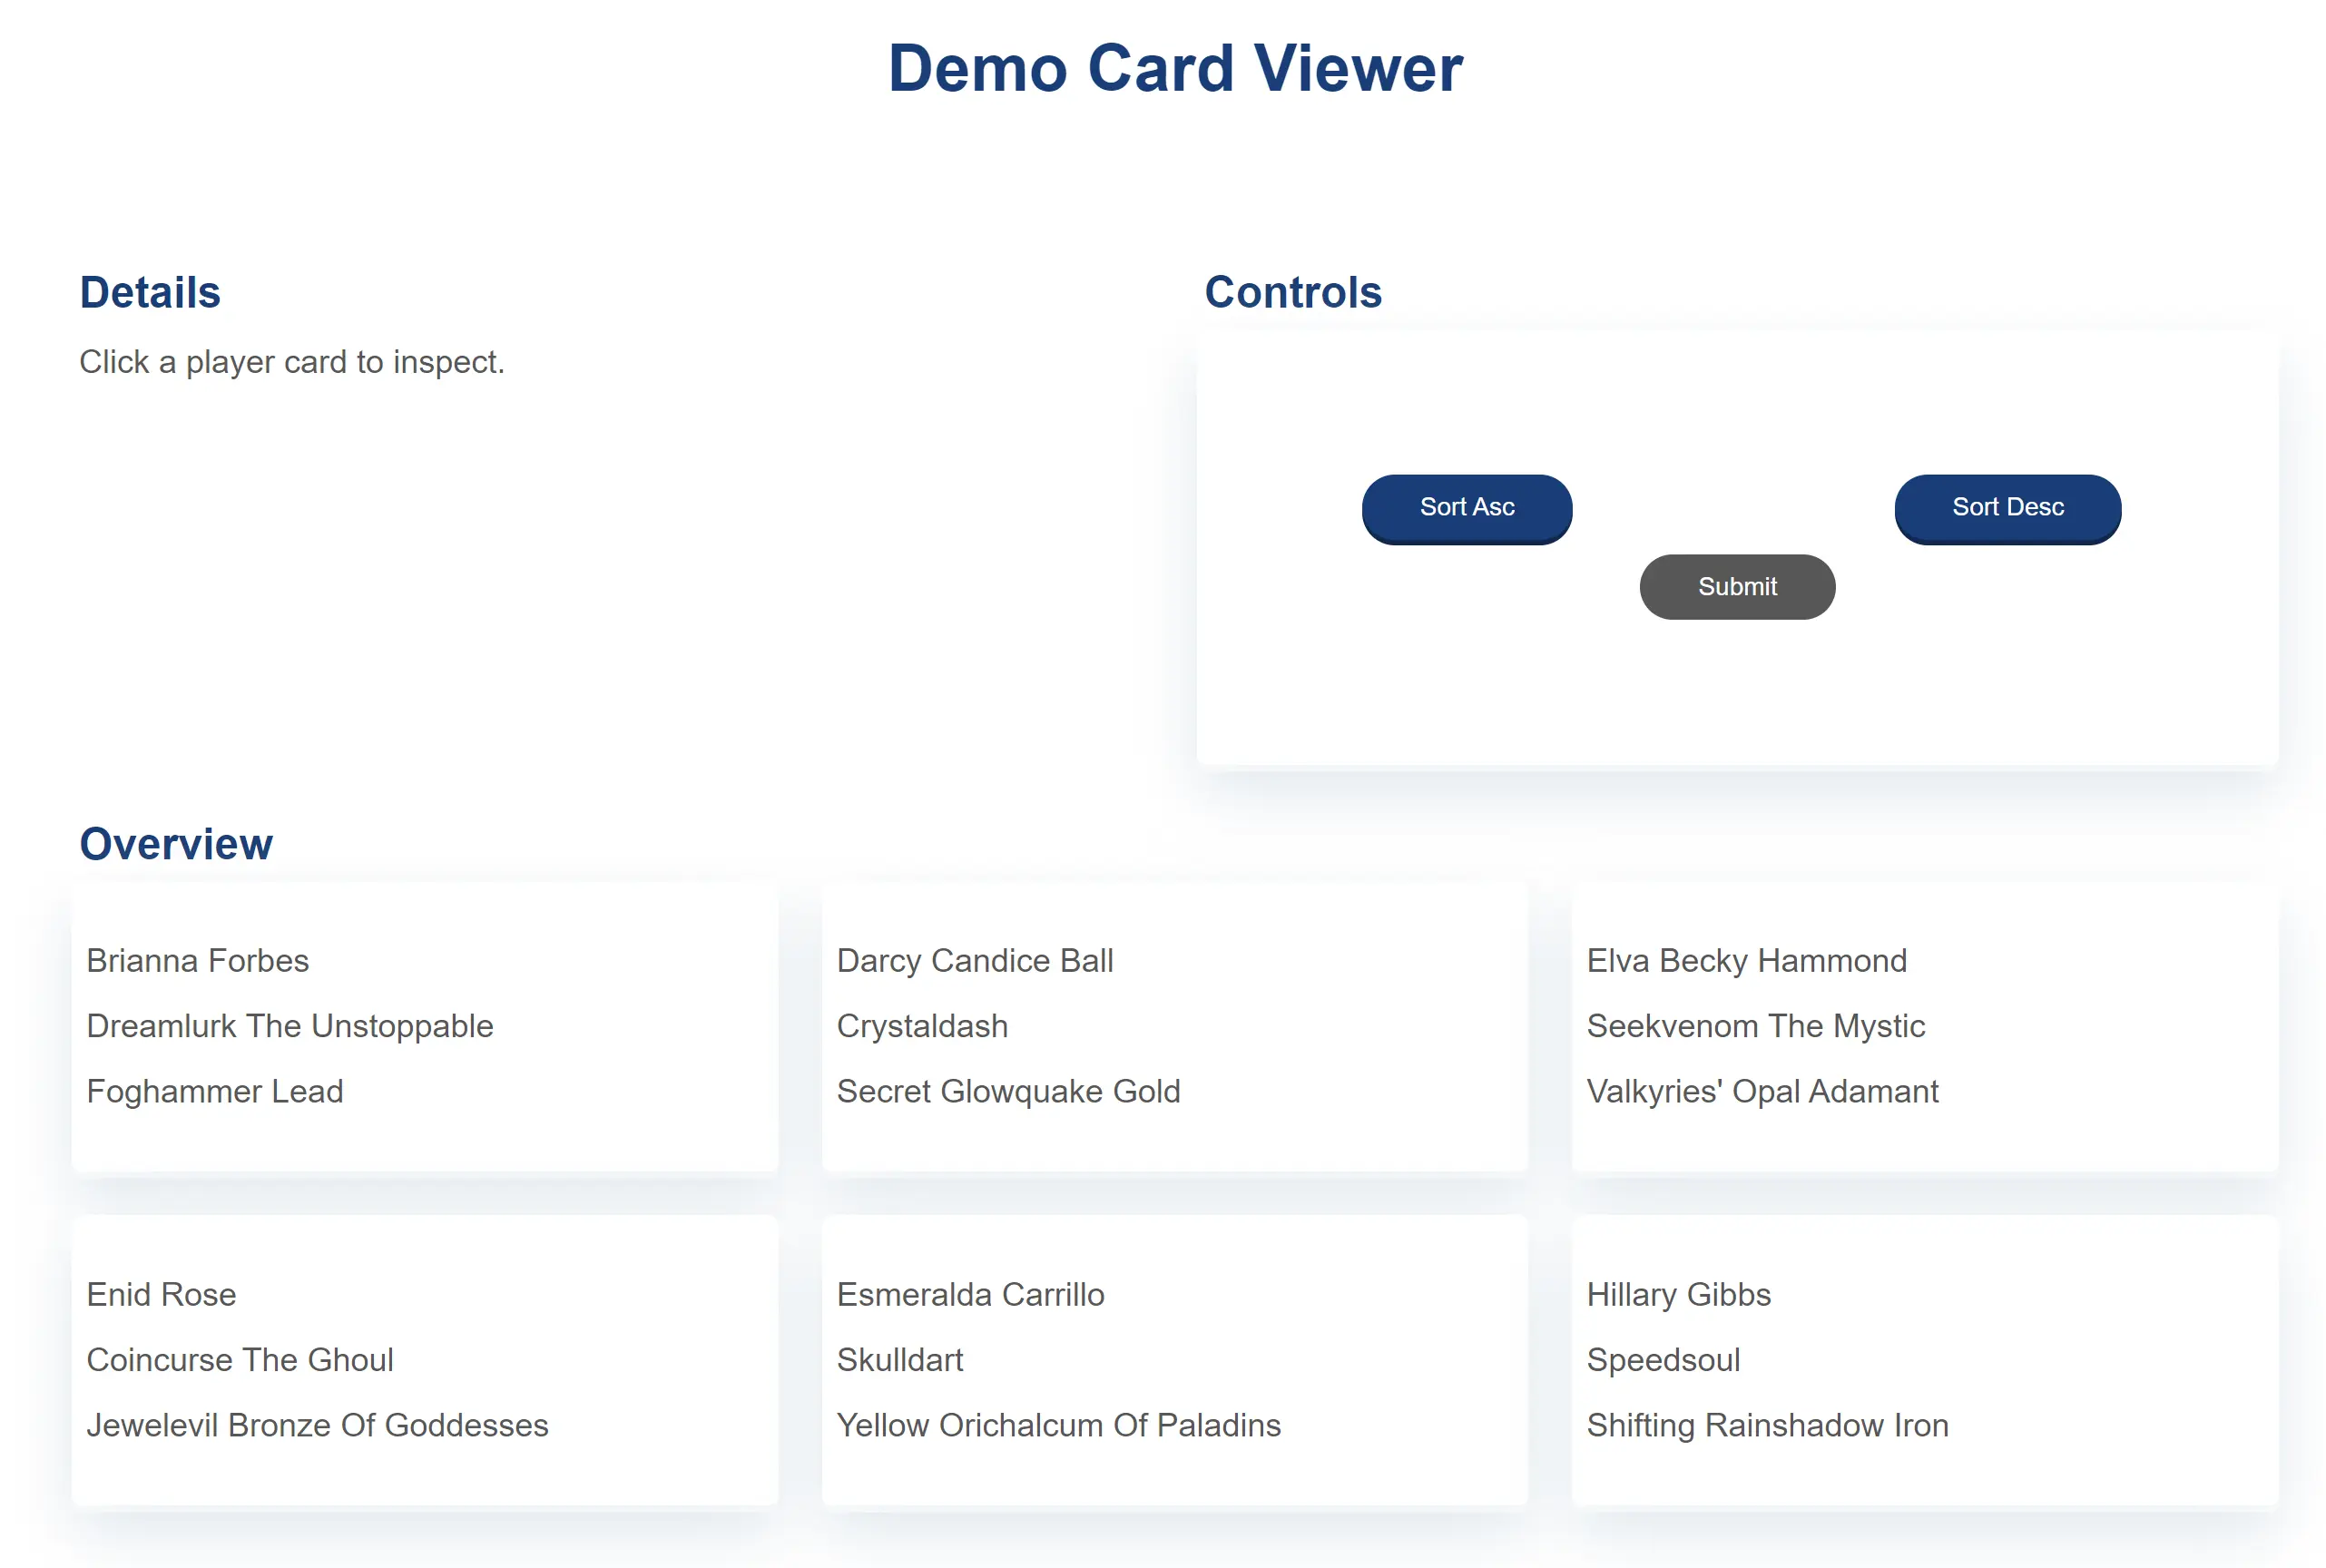 Demo Card Viewer
Details
Click a player card to inspect.
Controls
Sort Asc
Sort Desc
Submit
Overview
Brianna Forbes
Dreamlurk The Unstoppable
Foghammer Lead
Darcy Candice Ball
Crystaldash
Secret Glowquake Gold
Elva Becky Hammond
Seekvenom The Mystic
Valkyries' Opal Adamant
Enid Rose
Coincurse The Ghoul
Jewelevil Bronze Of Goddesses
Esmeralda Carrillo
Skulldart
Yellow Orichalcum Of Paladins
Hillary Gibbs
Speedsoul
Shifting Rainshadow Iron